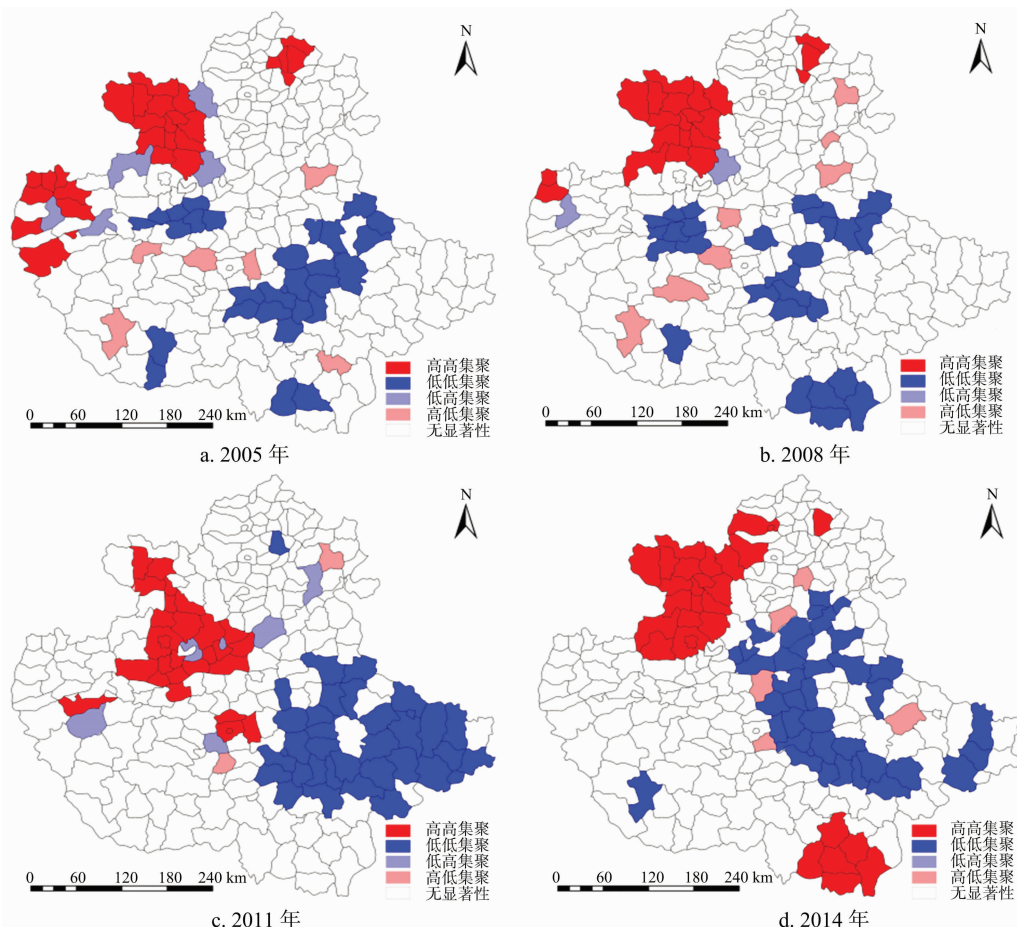 N
高高集聚
低低集聚
低高集聚
高低集聚
无显著性
0 60 120 180 240 km
a. 2005 年
N
高高集聚
低低集聚
低高集聚
高低集聚
无显著性
0 60 120 180 240 km
b. 2008 年
N
高高集聚
低低集聚
低高集聚
高低集聚
无显著性
0 60 120 180 240 km
c. 2011 年
N
高高集聚
低低集聚
低高集聚
高低集聚
无显著性
0 60 120 180 240 km
d. 2014 年